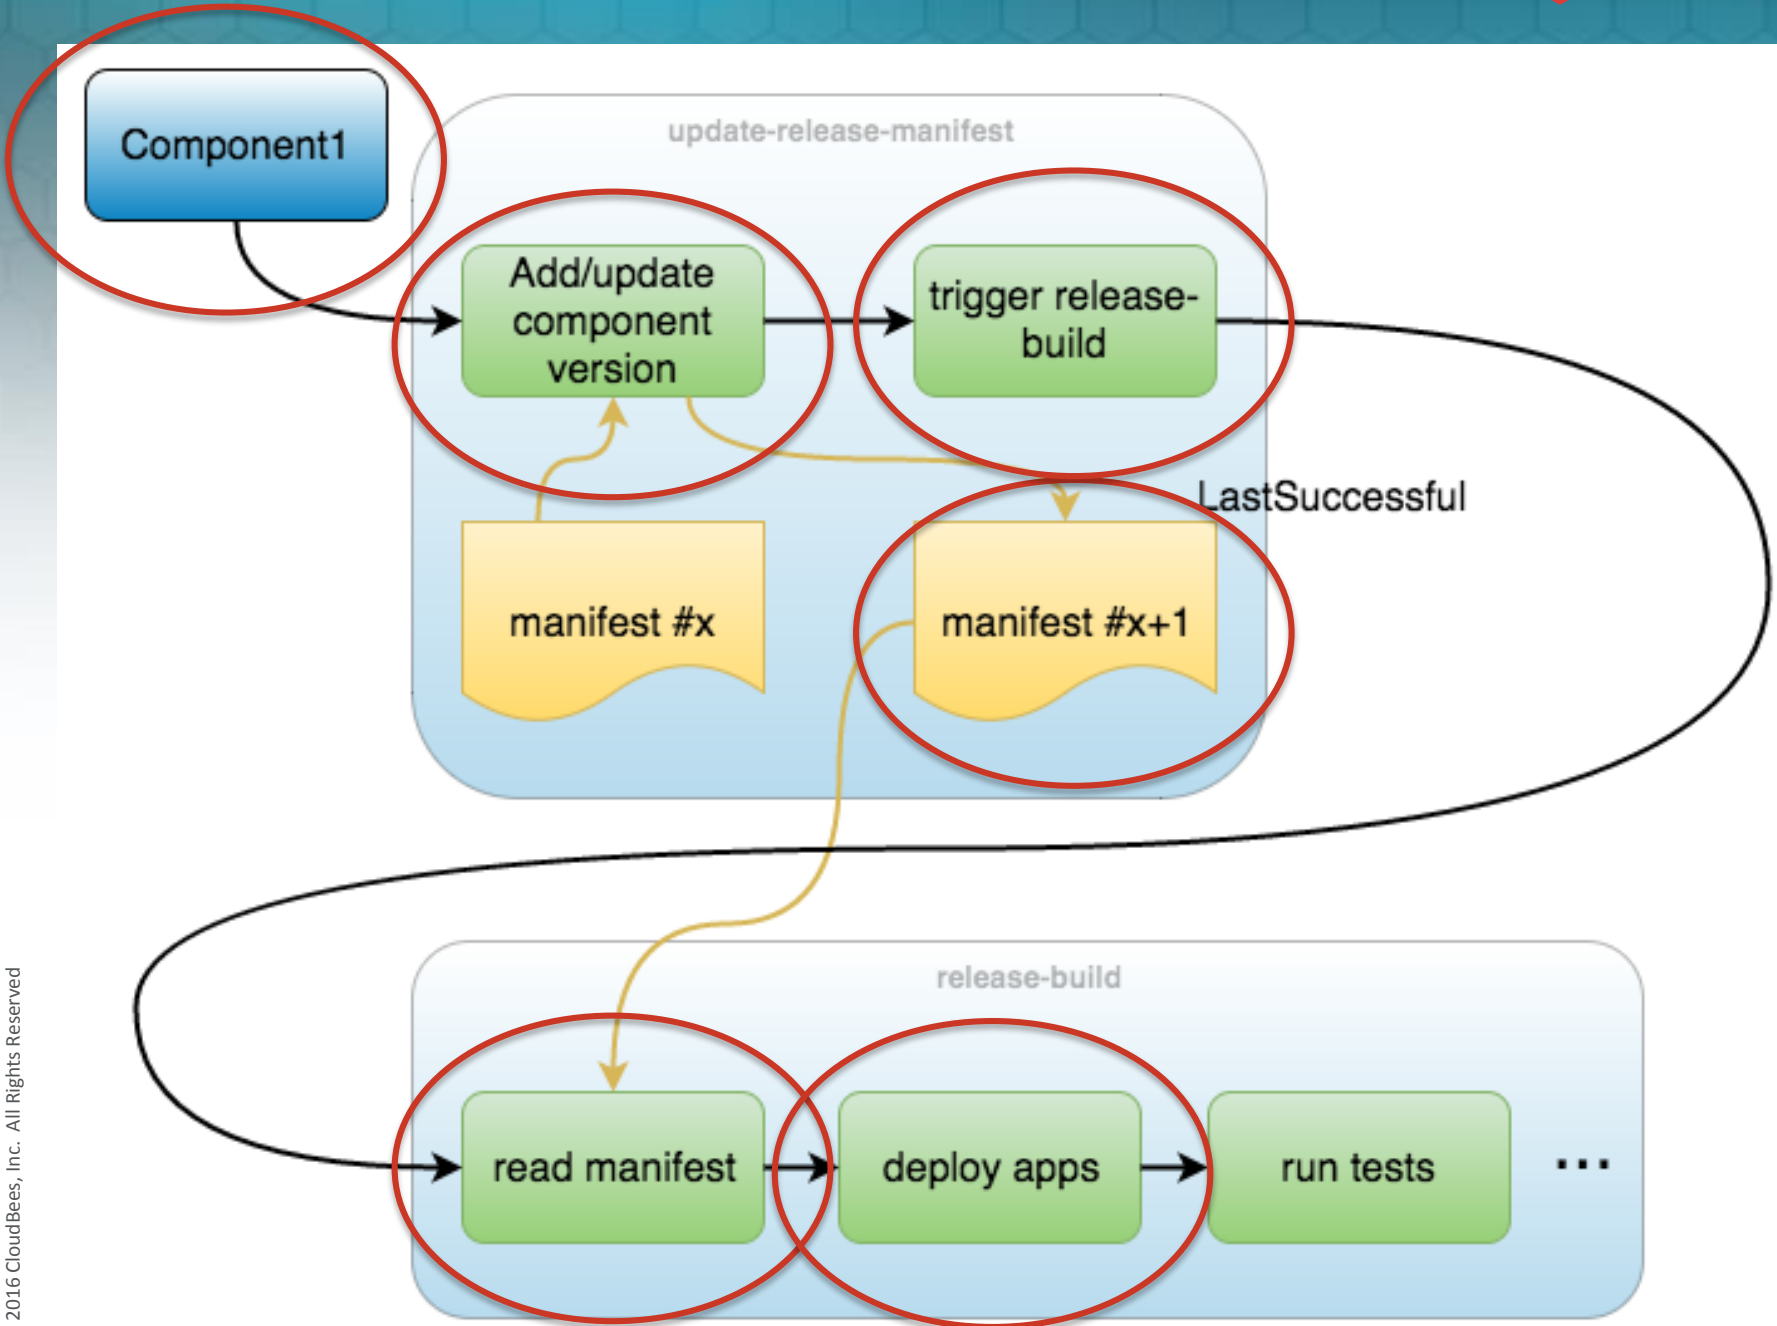 Component1
update-release-manifest
Add/update
component
version
trigger release-
build
LastSuccessful
manifest #x
manifest #x+1
release-build
read manifest
deploy apps
run tests
...
2016 CloudBees, Inc. All Rights Reserved